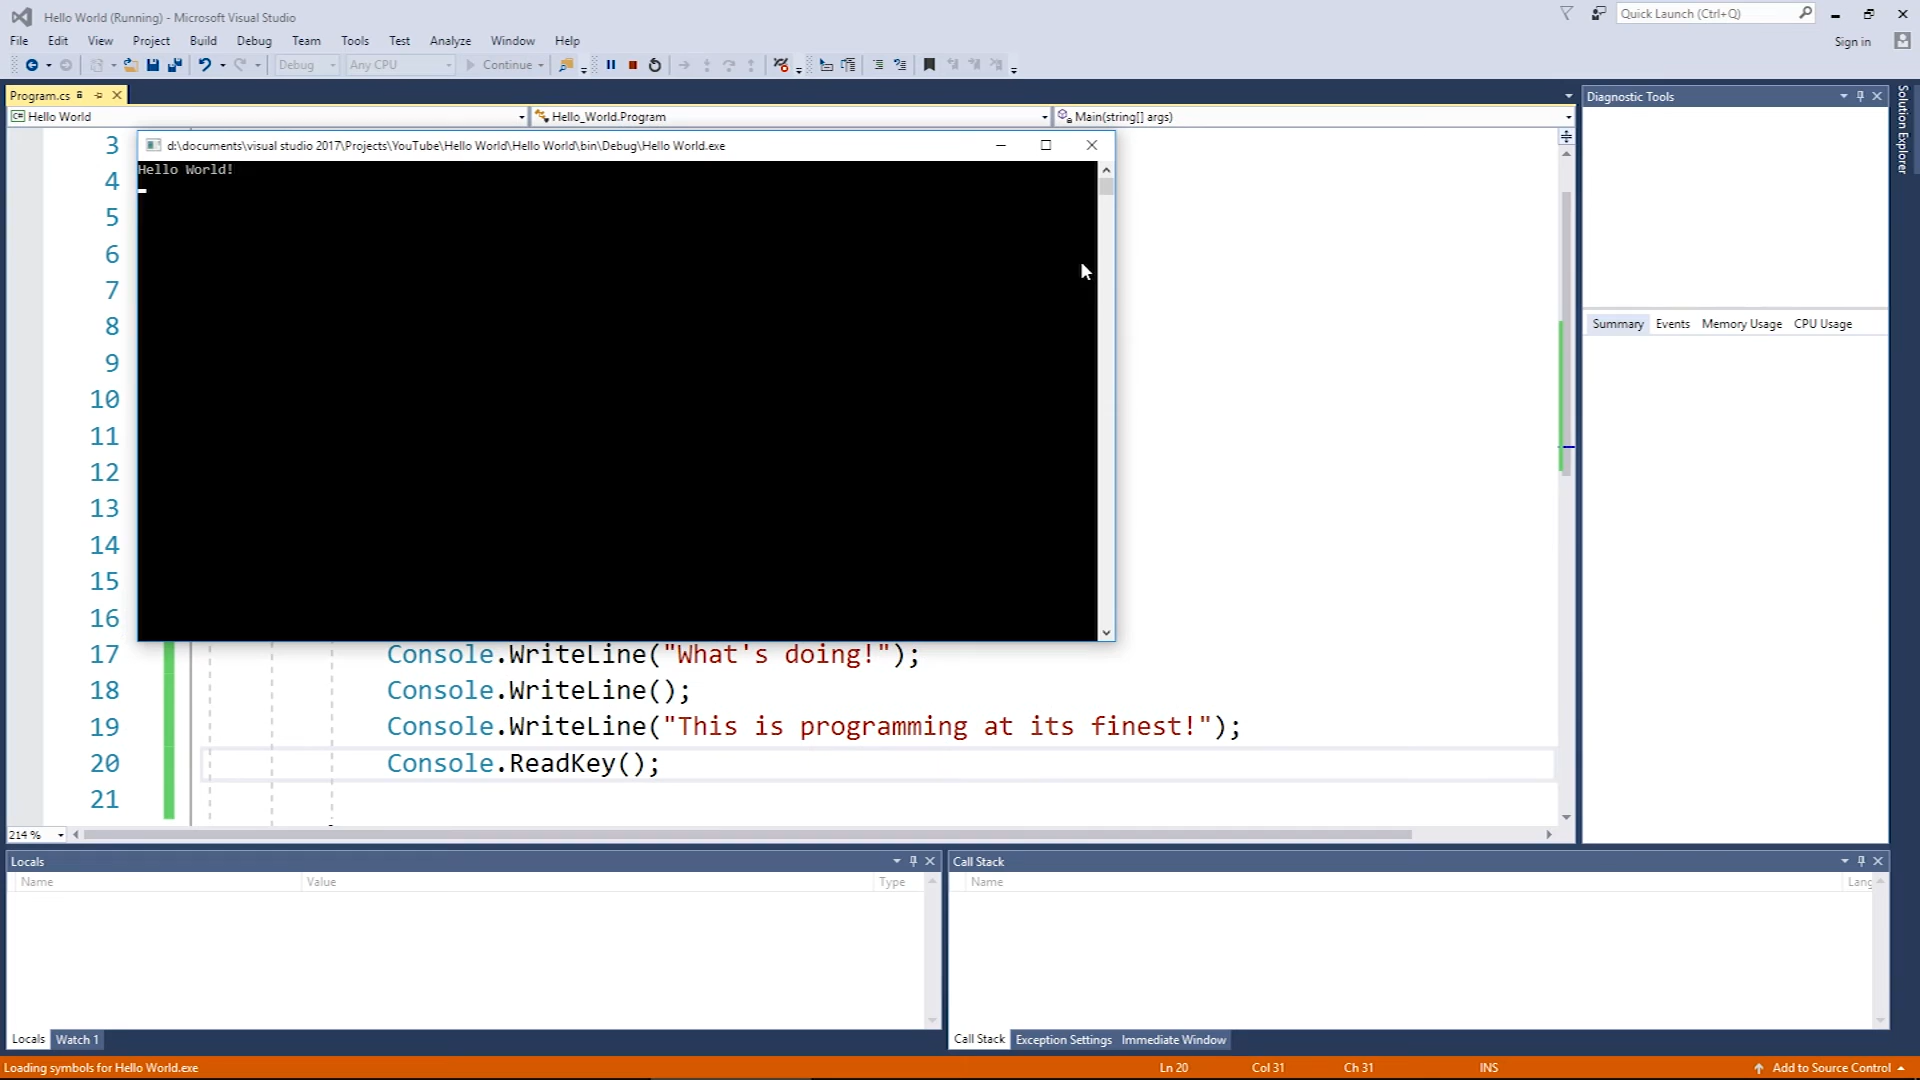 Hello World (Running) - Microsoft Visual Studio
Quick Launch (Ctrl+Q)
File Edit View Project Build Debug Team Tools Test Analyze Window Help
Sign in
Debug Any CPU Continue
Program.cs
Diagnostic Tools
Solution Explorer
Hello World
Hello_World.Program
Main(string[] args)
d:\documents\visual studio 2017\Projects\YouTube\Hello World\Hello World\bin\Debug\Hello World.exe
Hello World!
3
4
5
6
7
8
9
10
11
12
13
14
15
16
17 Console.WriteLine("What's doing!");
18 Console.WriteLine();
19 Console.WriteLine("This is programming at its finest!");
20 Console.ReadKey();
21
Summary Events Memory Usage CPU Usage
214 %
Locals
Name Value Type
Call Stack
Name Lang
Locals Watch 1
Call Stack Exception Settings Immediate Window
Loading symbols for Hello World.exe
Ln 20 Col 31 Ch 31 INS
Add to Source Control